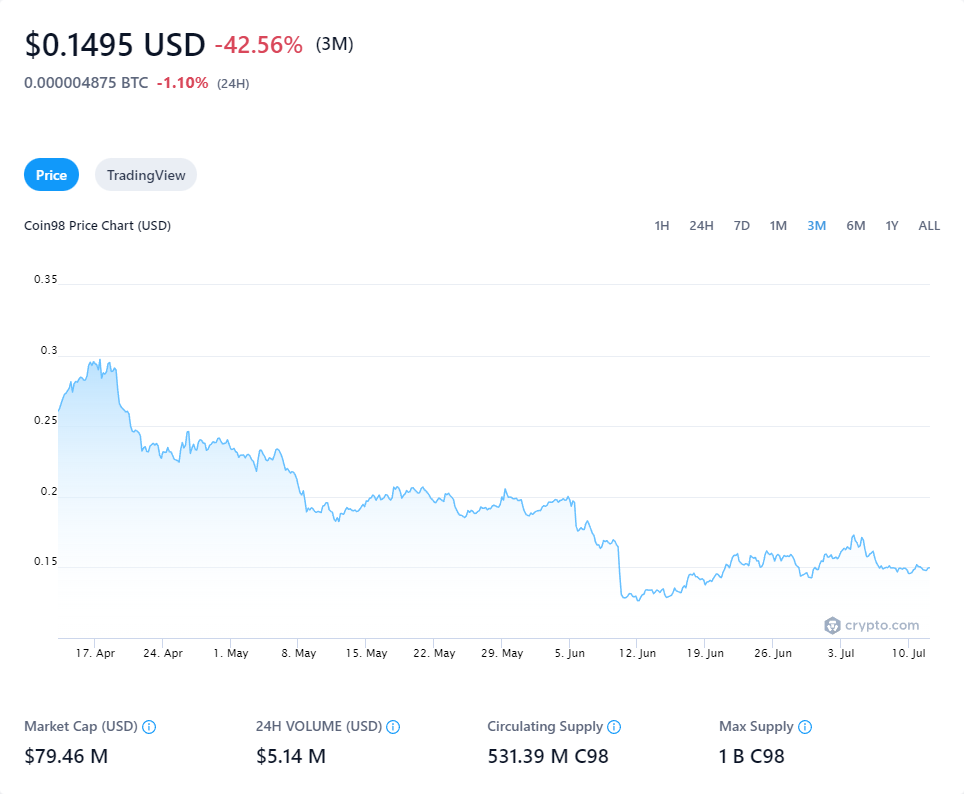 $0.1495 USD -42.56% (3M)
0.000004875 BTC -1.10% (24H)
Price TradingView
Coin98 Price Chart (USD) 1H 24H 7D 1M 3M 6M 1Y ALL
0.35
0.3
0.25
0.2
0.15
crypto.com
17. Apr 24. Apr 1. May 8. May 15. May 22. May 29. May 5. Jun 12. Jun 19. Jun 26. Jun 3. Jul 10. Jul
Market Cap (USD) 24H VOLUME (USD) Circulating Supply Max Supply
$79.46 M $5.14 M 531.39 M C98 1 B C98